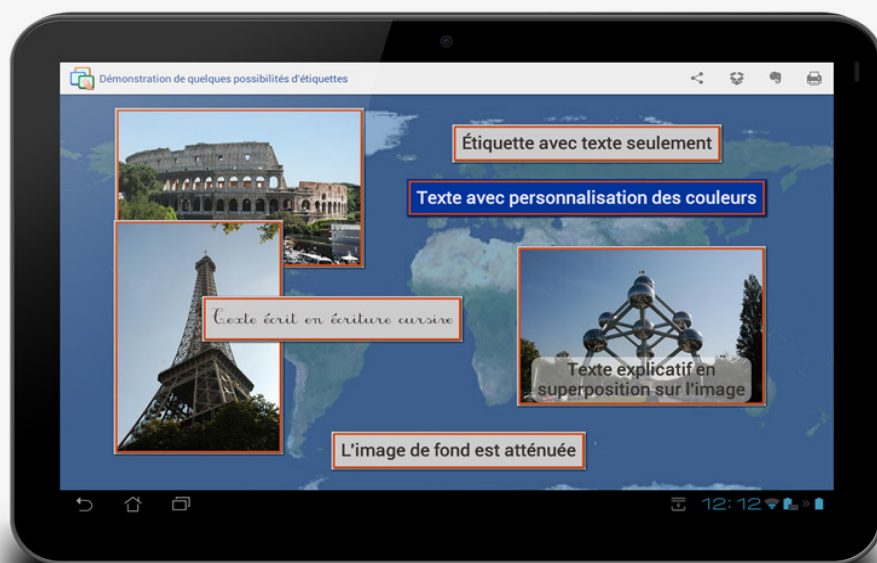 Démonstration de quelques possibilités d'étiquettes
Étiquette avec texte seulement
Texte avec personnalisation des couleurs
Texte écrit en écriture cursive
Texte explicatif en
superposition sur l'image
L'image de fond est atténuée
12:12